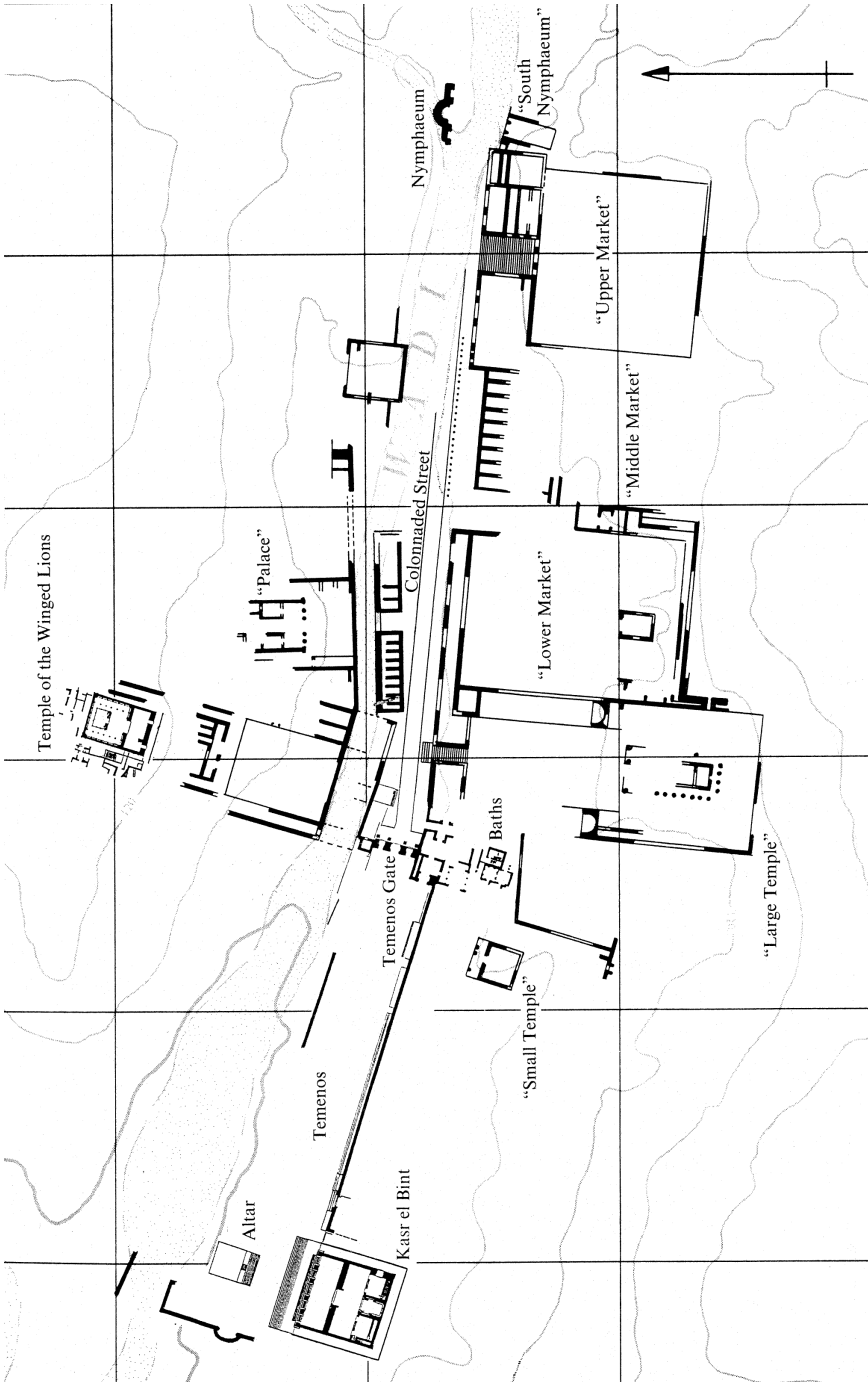 Temple of the Winged Lions
"Palace"
Nymphaeum
"South
Nymphaeum"
WADI
Colonnaded Street
"Upper Market"
"Middle Market"
"Lower Market"
Temenos Gate
Baths
"Large Temple"
"Small Temple"
Temenos
Altar
Kasr el Bint